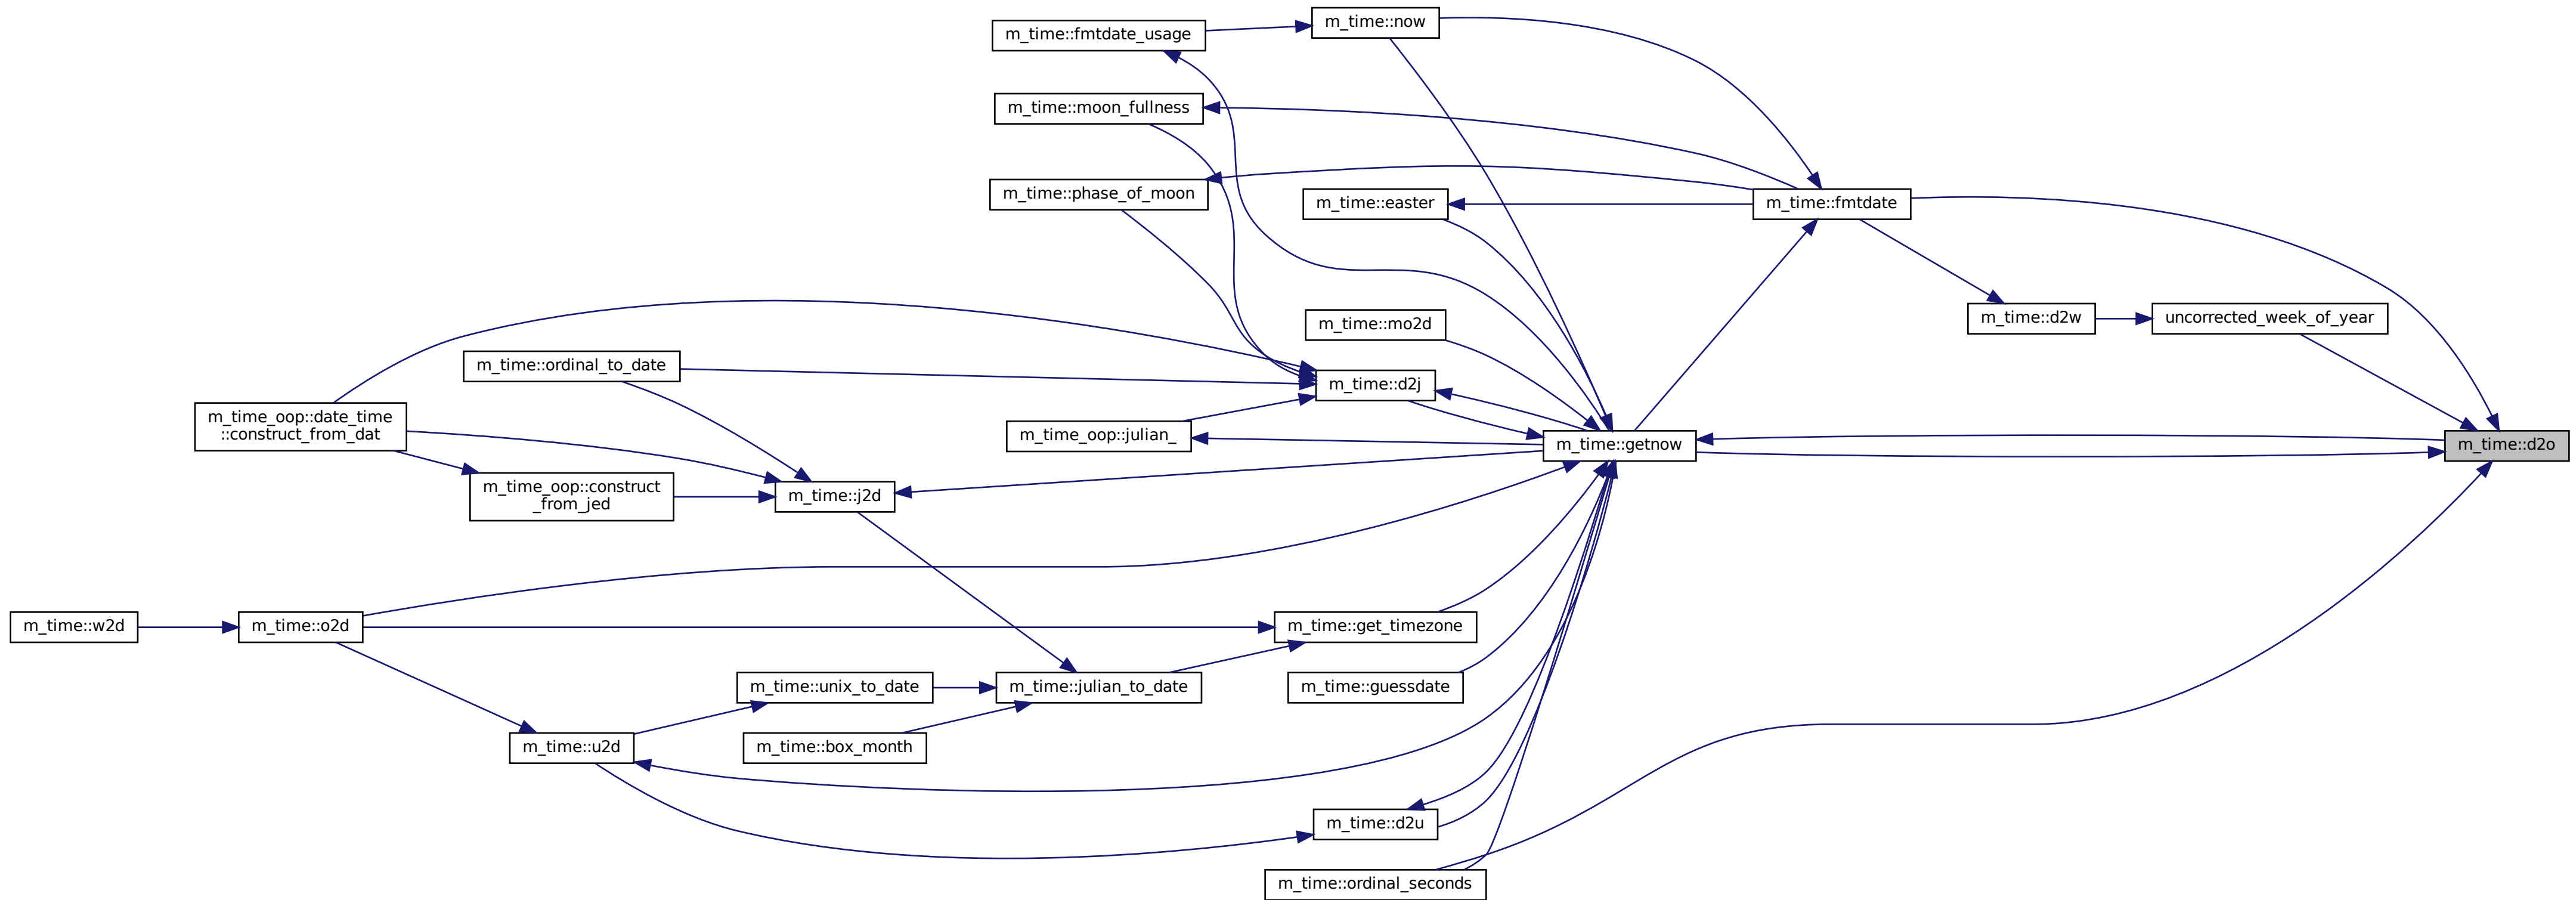 m_time::now
m_time::fmtdate_usage
m_time::moon_fullness
m_time::phase_of_moon
m_time::easter
m_time::fmtdate
m_time::mo2d
m_time::d2w
uncorrected_week_of_year
m_time::ordinal_to_date
m_time::d2j
m_time_oop::date_time
::construct_from_dat
m_time_oop::julian_
m_time::getnow
m_time::d2o
m_time_oop::construct
_from_jed
m_time::j2d
m_time::w2d
m_time::o2d
m_time::get_timezone
m_time::unix_to_date
m_time::julian_to_date
m_time::guessdate
m_time::u2d
m_time::box_month
m_time::d2u
m_time::ordinal_seconds